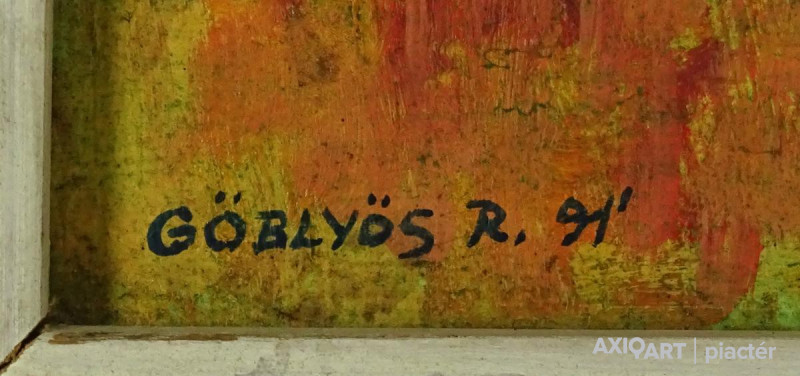 GÖBLYÖS R. 91'
AXIOART | piactér